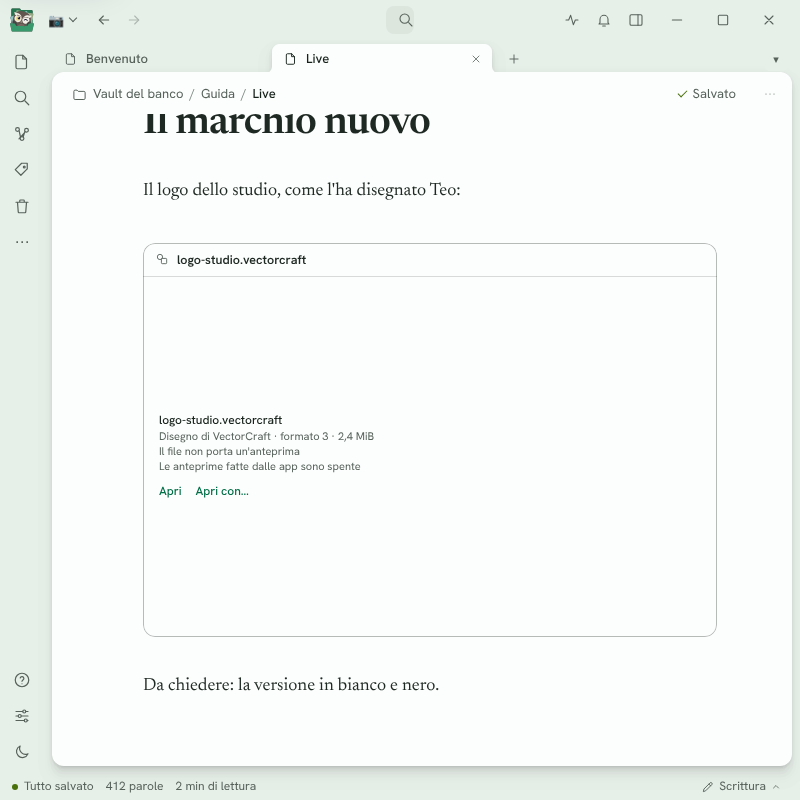 Benvenuto
Live
Vault del banco / Guida / Live
Salvato
Il marchio nuovo
Il logo dello studio, come l'ha disegnato Teo:
logo-studio.vectorcraft
logo-studio.vectorcraft
Disegno di VectorCraft · formato 3 · 2,4 MiB
Il file non porta un'anteprima
Le anteprime fatte dalle app sono spente
Apri Apri con...
Da chiedere: la versione in bianco e nero.
Tutto salvato 412 parole 2 min di lettura
Scrittura